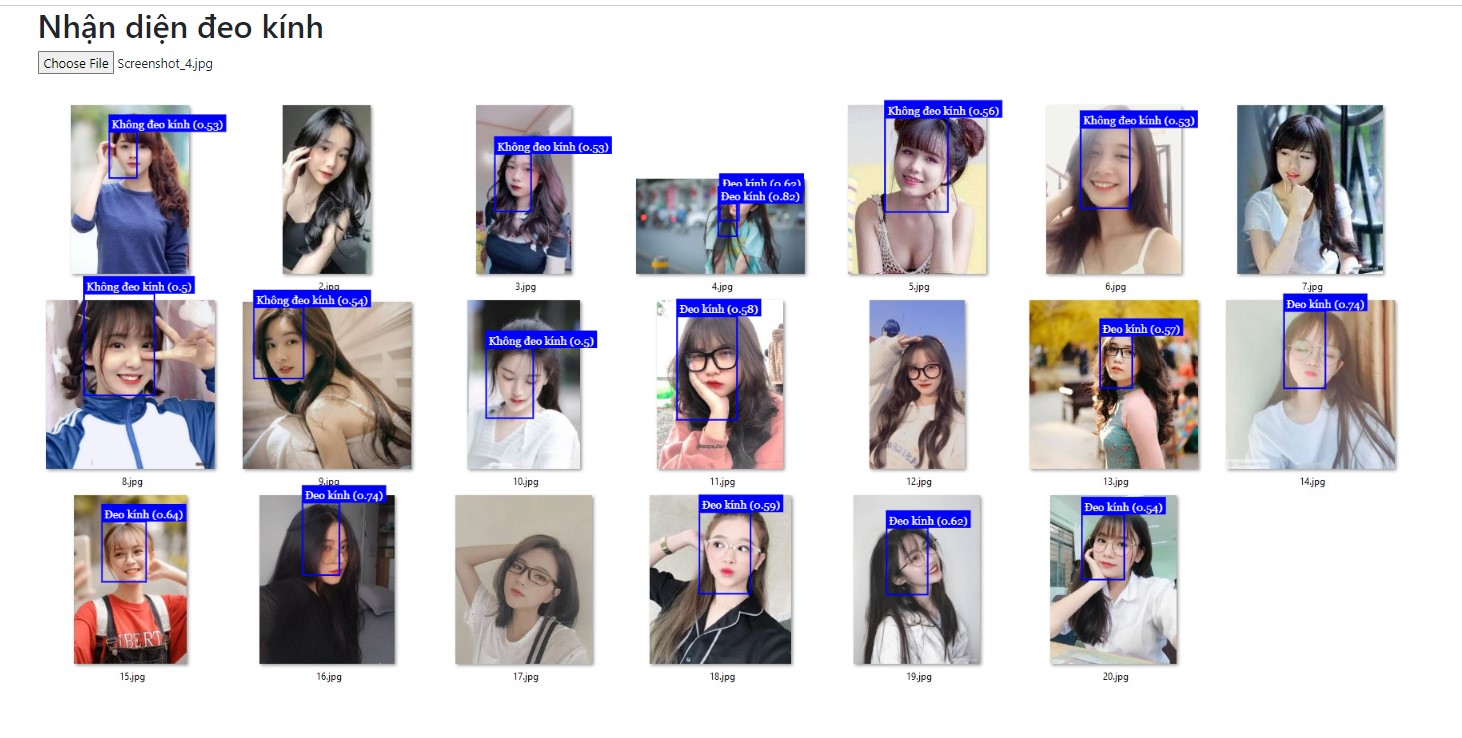 Nhận diện đeo kính
Choose File Screenshot_4.jpg
Không đeo kính (0.53)
Không đeo kính (0.53)
Đeo kính (0.62)
Đeo kính (0.82)
Không đeo kính (0.56)
Không đeo kính (0.53)
2.jpg
3.jpg
4.jpg
5.jpg
6.jpg
7.jpg
Không đeo kính (0.5)
Không đeo kính (0.54)
Không đeo kính (0.5)
Đeo kính (0.58)
Đeo kính (0.57)
Đeo kính (0.74)
8.jpg
9.jpg
10.jpg
11.jpg
12.jpg
13.jpg
14.jpg
Đeo kính (0.64)
Đeo kính (0.74)
Đeo kính (0.59)
Đeo kính (0.62)
Đeo kính (0.54)
LIBERT
15.jpg
16.jpg
17.jpg
18.jpg
19.jpg
20.jpg